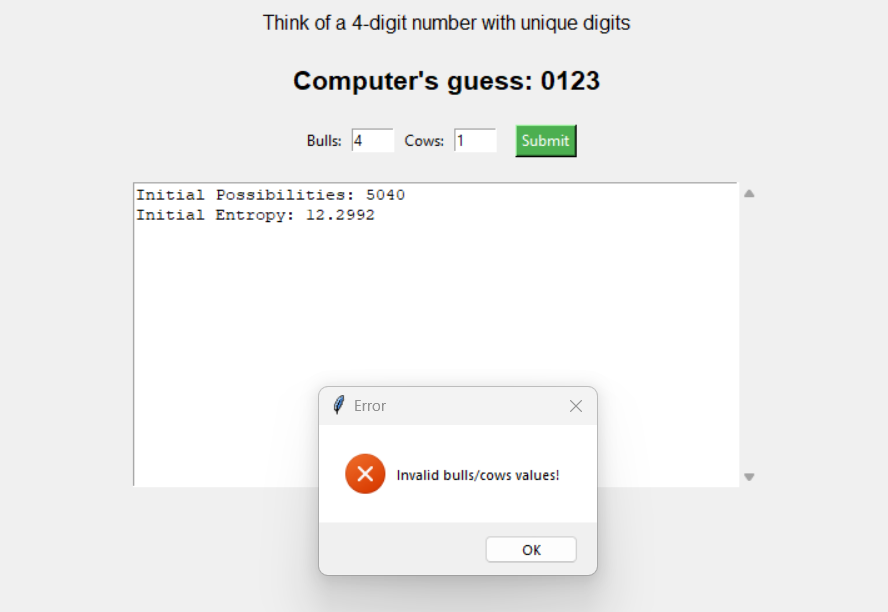 Think of a 4-digit number with unique digits
Computer's guess: 0123
Bulls: 4 Cows: 1 Submit
Initial Possibilities: 5040
Initial Entropy: 12.2992
Error
Invalid bulls/cows values!
OK